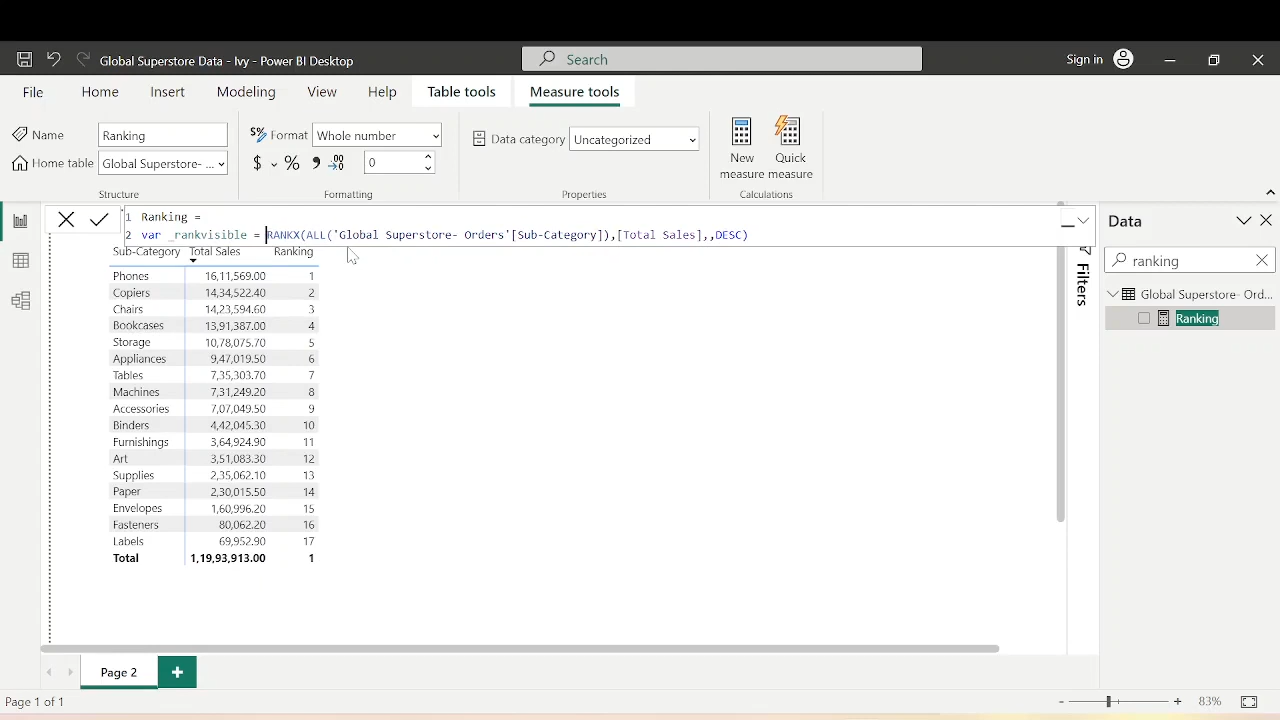 Global Superstore Data - Ivy - Power BI Desktop
Search
Sign in
File Home Insert Modeling View Help Table tools Measure tools
Name Ranking
Home table Global Superstore- ...
Structure
Format Whole number
$ % 0
Formatting
Data category Uncategorized
Properties
New measure
Quick measure
Calculations
1 Ranking =
2 var _rankvisible = RANKX(ALL('Global Superstore- Orders'[Sub-Category]),[Total Sales],,DESC)
Sub-Category Total Sales Ranking
Phones 16,11,569.00 1
Copiers 14,34,522.40 2
Chairs 14,23,594.60 3
Bookcases 13,91,387.00 4
Storage 10,78,075.70 5
Appliances 9,47,019.50 6
Tables 7,35,303.70 7
Machines 7,31,249.20 8
Accessories 7,07,049.50 9
Binders 4,42,045.30 10
Furnishings 3,64,924.90 11
Art 3,51,083.30 12
Supplies 2,35,062.10 13
Paper 2,30,015.50 14
Envelopes 1,60,996.20 15
Fasteners 80,062.20 16
Labels 69,952.90 17
Total 1,19,93,913.00 1
Filters
Data
ranking
Global Superstore- Ord...
Ranking
Page 2
Page 1 of 1
- + 83%